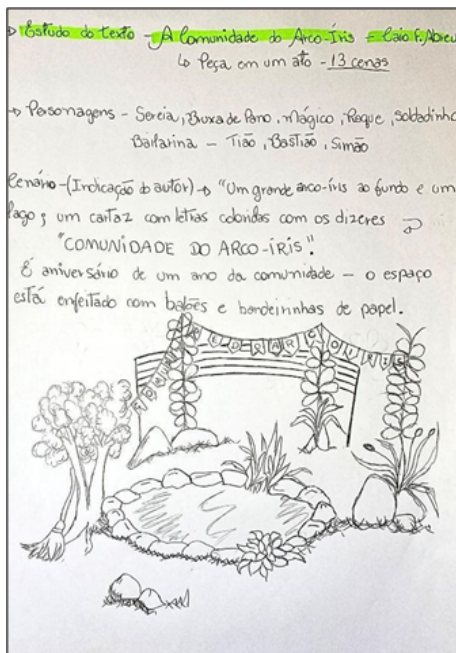 → Estudo do texto - A Comunidade do Arco-Íris = Caio F. Abreu
↳ Peça em um ato - 13 cenas
→ Personagens - Sereia, Bruxa de Pano, Mágico, Roque, Soldadinho
Bailarina - Tião, Bastião, Simão
Cenário - (Indicação do autor) → "Um grande arco-íris ao fundo e um
lago; um cartaz com letras coloridas com os dizeres
"COMUNIDADE DO ARCO-ÍRIS".
É aniversário de um ano da comunidade - o espaço
está enfeitado com balões e bandeirinhas de papel.